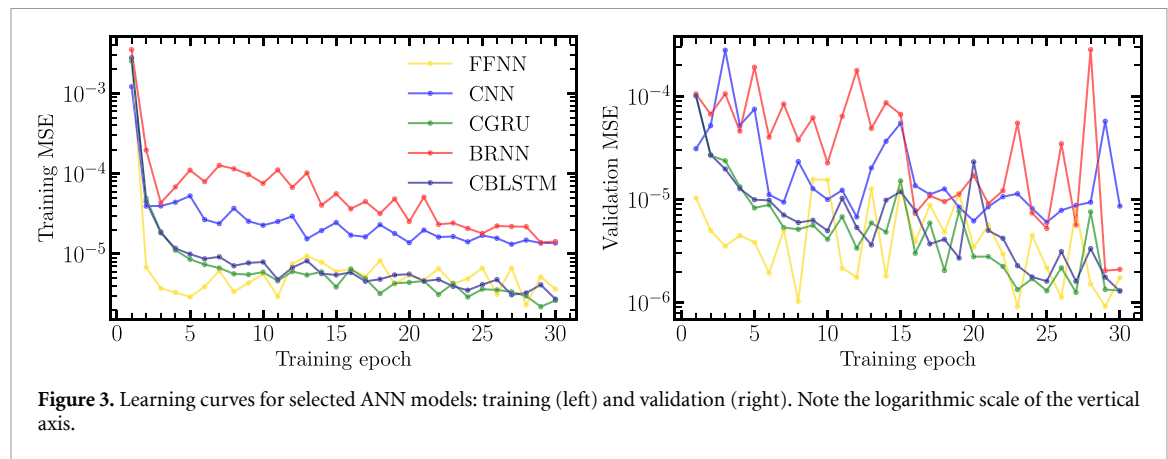 Training MSE
10⁻³
10⁻⁴
10⁻⁵
0 5 10 15 20 25 30
Training epoch
FFNN
CNN
CGRU
BRNN
CBLSTM
Validation MSE
10⁻⁴
10⁻⁵
10⁻⁶
0 5 10 15 20 25 30
Training epoch
Figure 3. Learning curves for selected ANN models: training (left) and validation (right). Note the logarithmic scale of the vertical
axis.